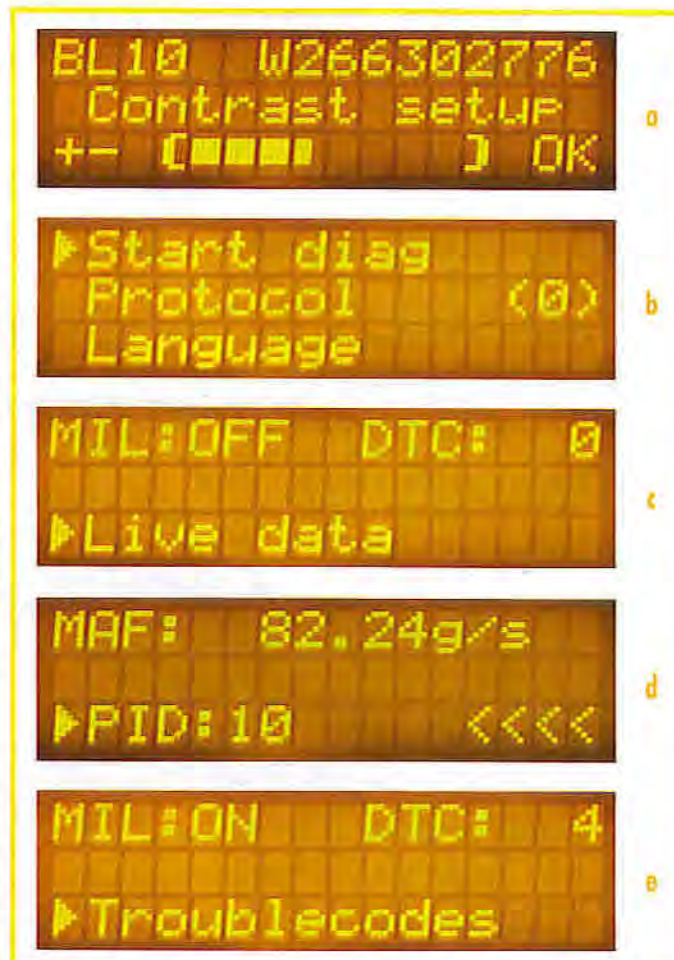 BL10 W266302776
Contrast setup
+- [■■■■ ] OK
a
▶Start diag
Protocol (0)
Language
b
MIL:OFF DTC: 0
▶Live data
c
MAF: 82.24g/s
▶PID:10 <<<<
d
MIL:ON DTC: 4
▶Troublecodes
e